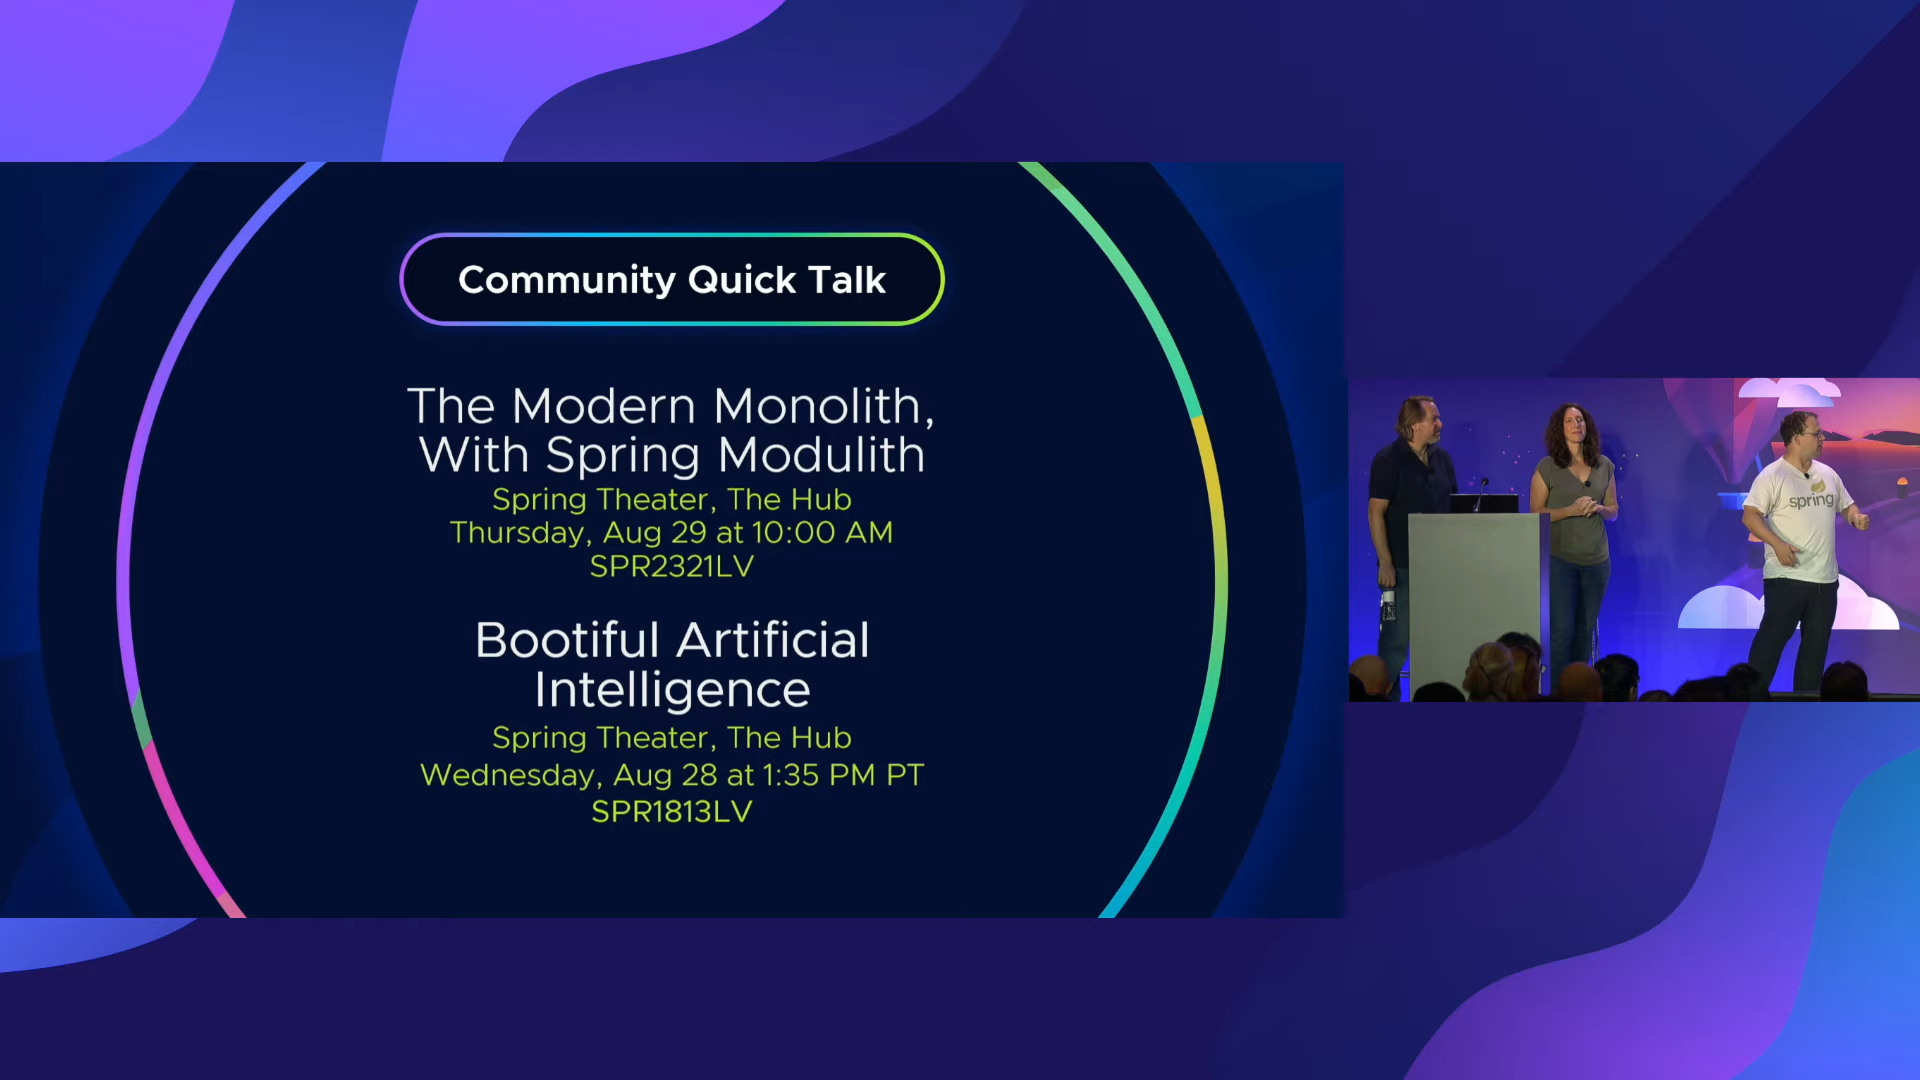 Community Quick Talk
The Modern Monolith,
With Spring Modulith
Spring Theater, The Hub
Thursday, Aug 29 at 10:00 AM
SPR2321LV
Bootiful Artificial
Intelligence
Spring Theater, The Hub
Wednesday, Aug 28 at 1:35 PM PT
SPR1813LV
spring